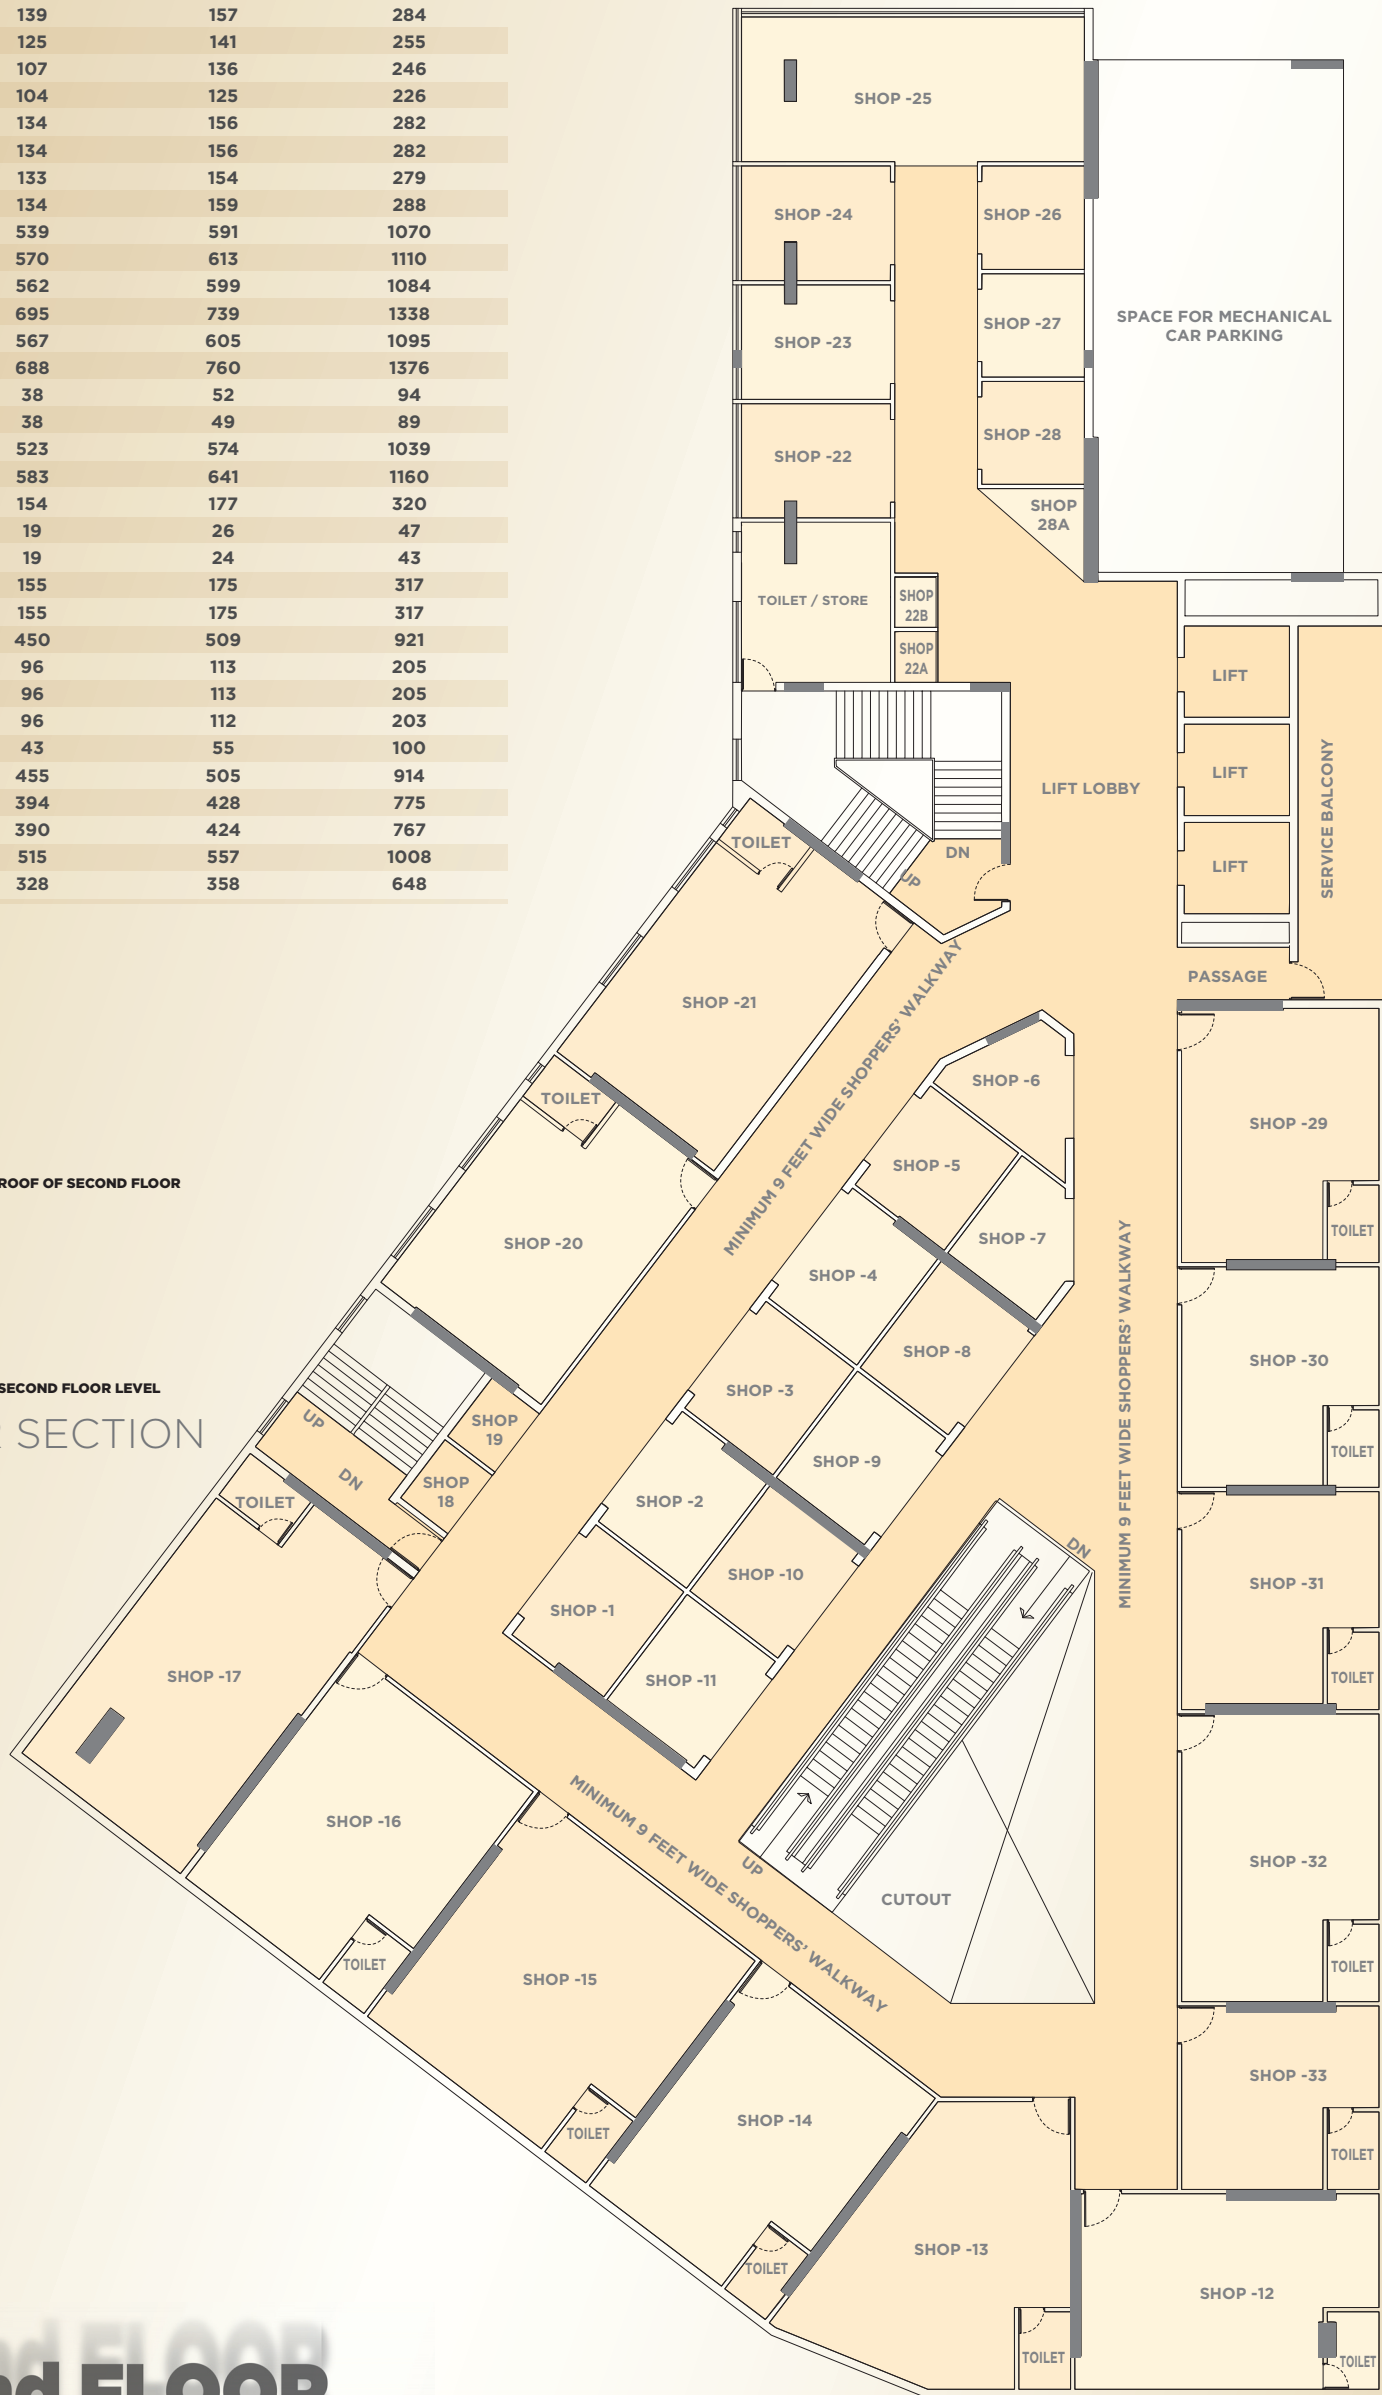 139 157 284
125 141 255
107 136 246
104 125 226
134 156 282
134 156 282
133 154 279
134 159 288
539 591 1070
570 613 1110
562 599 1084
695 739 1338
567 605 1095
688 760 1376
38 52 94
38 49 89
523 574 1039
583 641 1160
154 177 320
19 26 47
19 24 43
155 175 317
155 175 317
450 509 921
96 113 205
96 113 205
96 112 203
43 55 100
455 505 914
394 428 775
390 424 767
515 557 1008
328 358 648
ROOF OF SECOND FLOOR
SECOND FLOOR LEVEL
R SECTION
nd FLOOR
SHOP -25
SHOP -24
SHOP -26
SPACE FOR MECHANICAL
CAR PARKING
SHOP -27
SHOP -23
SHOP -28
SHOP -22
SHOP
28A
TOILET / STORE
SHOP
22B
SHOP
22A
LIFT
LIFT
LIFT
LIFT LOBBY
SERVICE BALCONY
TOILET
DN
UP
PASSAGE
SHOP -21
MINIMUM 9 FEET WIDE SHOPPERS' WALKWAY
SHOP -6
SHOP -29
TOILET
SHOP -5
TOILET
SHOP -20
SHOP -7
SHOP -4
MINIMUM 9 FEET WIDE SHOPPERS' WALKWAY
SHOP -8
SHOP -30
TOILET
SHOP -3
UP
DN
SHOP
19
SHOP
18
SHOP -9
TOILET
SHOP -2
DN
SHOP -10
SHOP -31
TOILET
SHOP -1
SHOP -11
SHOP -17
SHOP -16
MINIMUM 9 FEET WIDE SHOPPERS' WALKWAY
UP
CUTOUT
SHOP -32
TOILET
TOILET
SHOP -15
SHOP -33
TOILET
TOILET
SHOP -14
SHOP -13
TOILET
SHOP -12
TOILET
TOILET